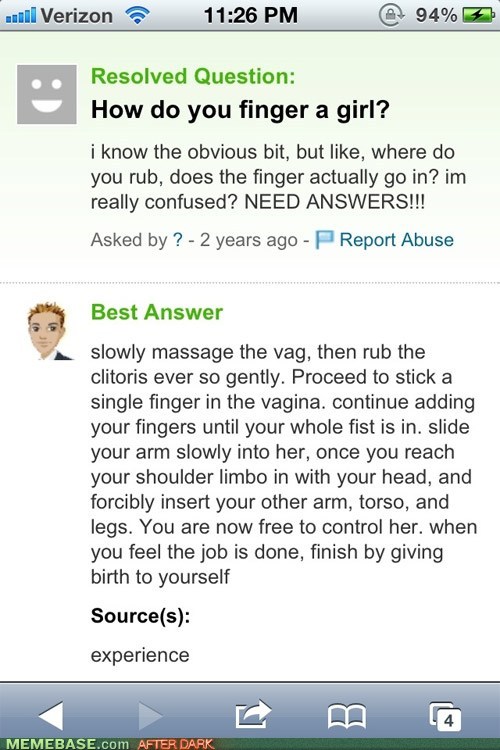 Verizon 11:26 PM 94%
Resolved Question:
How do you finger a girl?
i know the obvious bit, but like, where do
you rub, does the finger actually go in? im
really confused? NEED ANSWERS!!!
Asked by ? - 2 years ago - Report Abuse
Best Answer
slowly massage the vag, then rub the
clitoris ever so gently. Proceed to stick a
single finger in the vagina. continue adding
your fingers until your whole fist is in. slide
your arm slowly into her, once you reach
your shoulder limbo in with your head, and
forcibly insert your other arm, torso, and
legs. You are now free to control her. when
you feel the job is done, finish by giving
birth to yourself
Source(s):
experience
4
MEMEBASE.com AFTER DARK